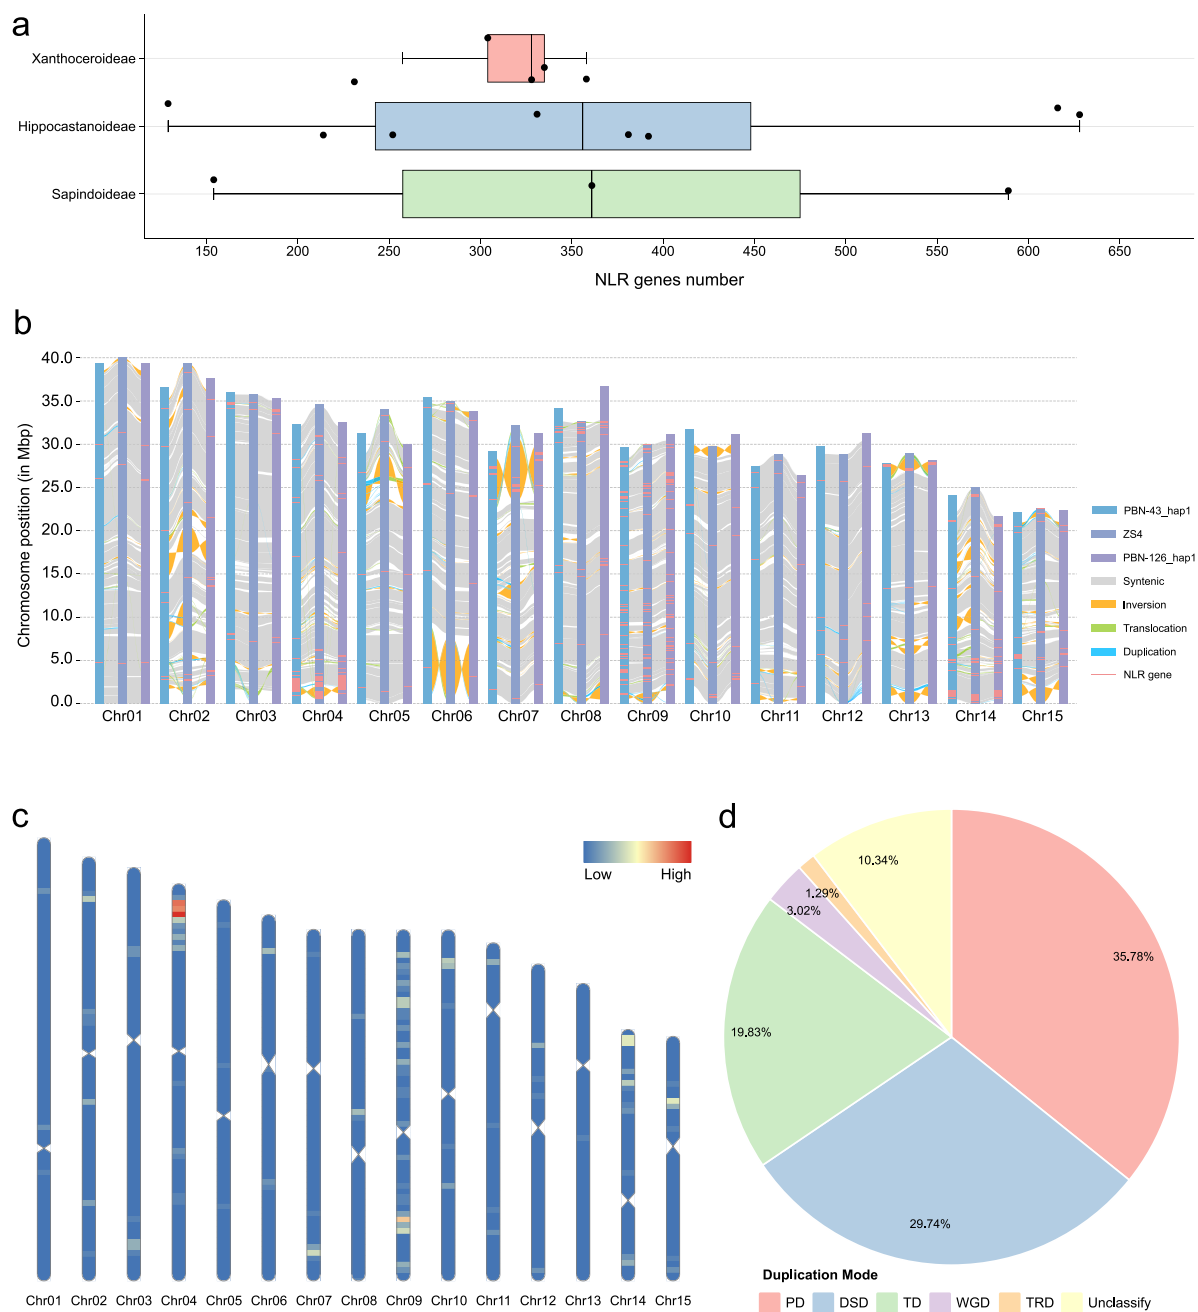 a
Xanthoceroideae
Hippocastanoideae
Sapindoideae
150 200 250 300 350 400 450 500 550 600 650
NLR genes number
b
Chromosome postition (in Mbp)
40.0
35.0
30.0
25.0
20.0
15.0
10.0
5.0
0.0
Chr01 Chr02 Chr03 Chr04 Chr05 Chr06 Chr07 Chr08 Chr09 Chr10 Chr11 Chr12 Chr13 Chr14 Chr15
PBN-43_hap1
ZS4
PBN-126_hap1
Syntenic
Inversion
Translocation
Duplication
NLR gene
c
Low High
Chr01 Chr02 Chr03 Chr04 Chr05 Chr06 Chr07 Chr08 Chr09 Chr10 Chr11 Chr12 Chr13 Chr14 Chr15
d
10.34%
1.29%
3.02%
35.78%
19.83%
29.74%
Duplication Mode
PD DSD TD WGD TRD Unclassify